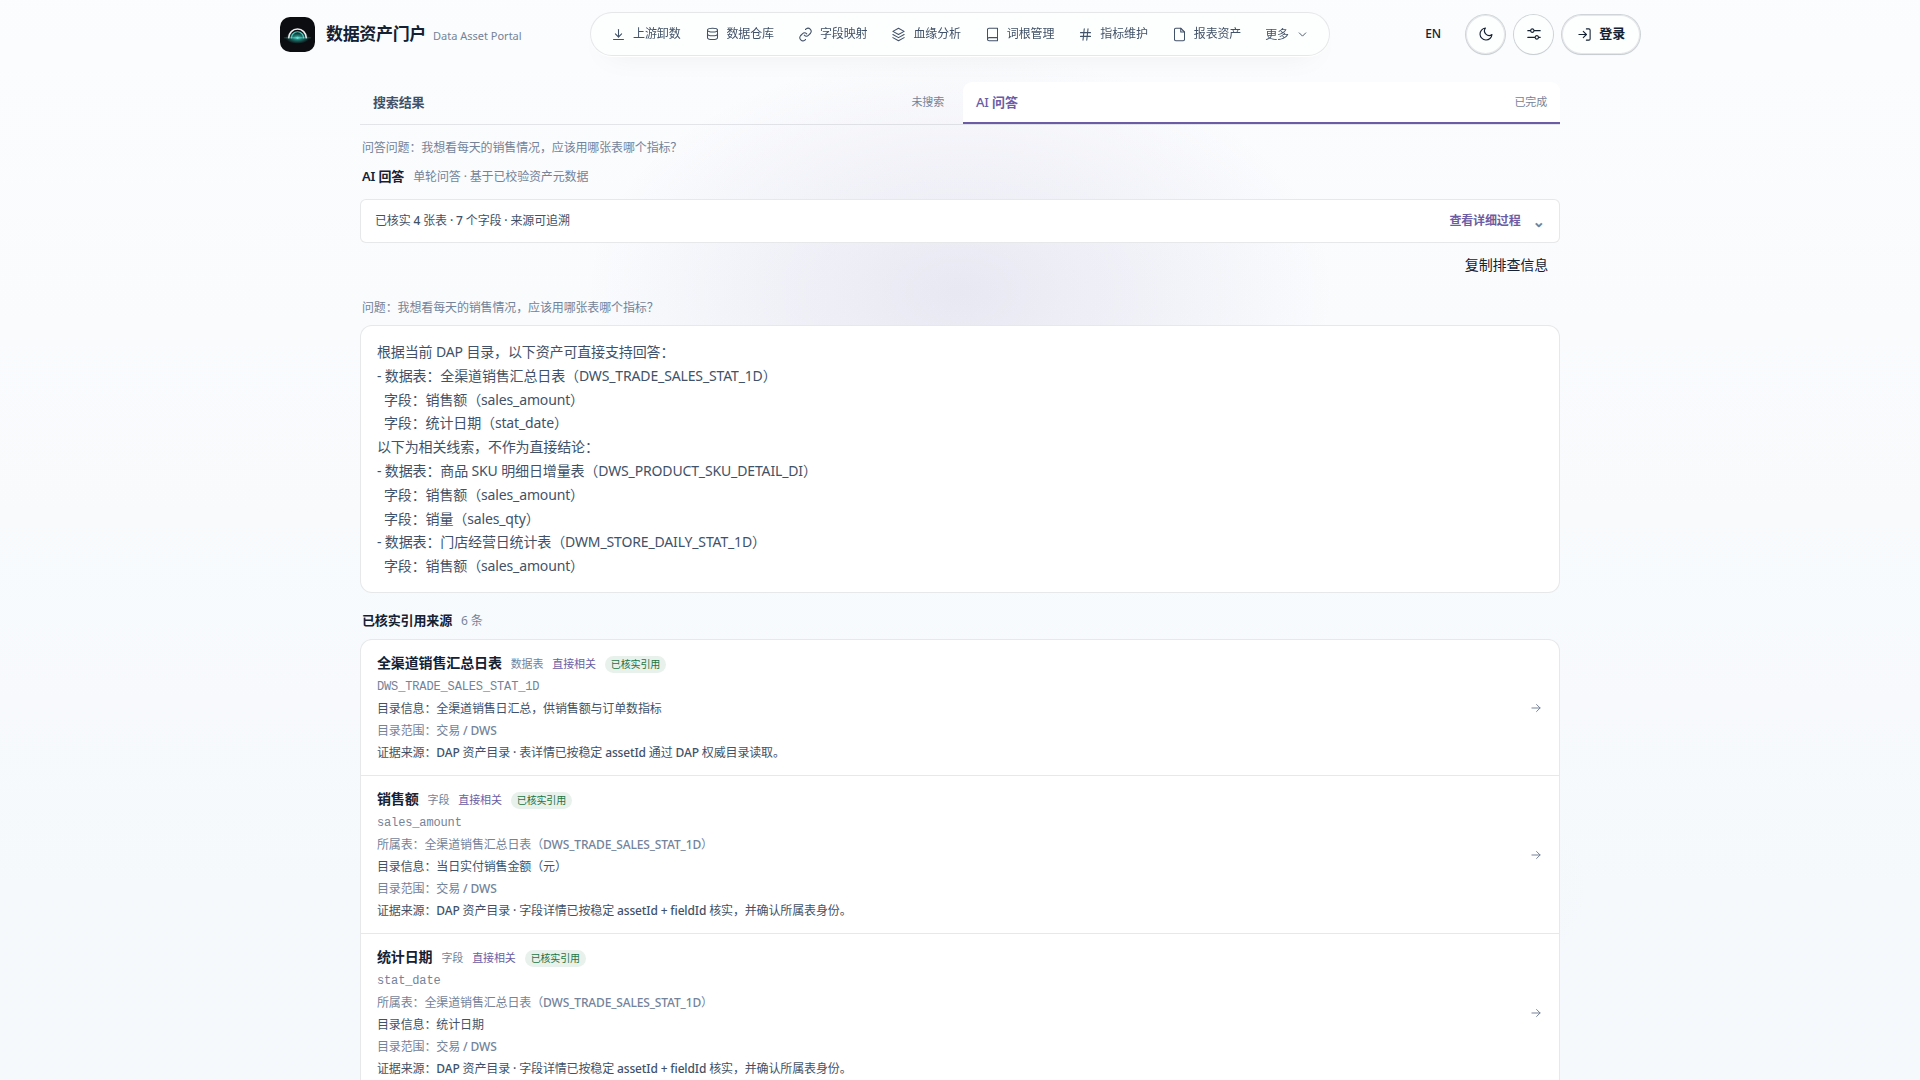 数据资产门户 Data Asset Portal
上游卸数 数据仓库 字段映射 血缘分析 词根管理 指标维护 报表资产 更多
EN 登录
搜索结果 未搜索 AI 问答 已完成
问答问题：我想看每天的销售情况，应该用哪张表哪个指标？
AI 回答 单轮问答 · 基于已校验资产元数据
已核实 4 张表 · 7 个字段 · 来源可追溯 查看详细过程
复制排查信息
问题：我想看每天的销售情况，应该用哪张表哪个指标？
根据当前 DAP 目录，以下资产可直接支持回答：
- 数据表：全渠道销售汇总日表（DWS_TRADE_SALES_STAT_1D）
字段：销售额（sales_amount）
字段：统计日期（stat_date）
以下为相关线索，不作为直接结论：
- 数据表：商品 SKU 明细日增量表（DWS_PRODUCT_SKU_DETAIL_DI）
字段：销售额（sales_amount）
字段：销量（sales_qty）
- 数据表：门店经营日统计表（DWM_STORE_DAILY_STAT_1D）
字段：销售额（sales_amount）
已核实引用来源 6 条
全渠道销售汇总日表 数据表 直接相关 已核实引用
DWS_TRADE_SALES_STAT_1D
目录信息：全渠道销售日汇总，供销售额与订单数指标
目录范围：交易 / DWS
证据来源：DAP 资产目录 · 表详情已按稳定 assetId 通过 DAP 权威目录读取。
销售额 字段 直接相关 已核实引用
sales_amount
所属表：全渠道销售汇总日表（DWS_TRADE_SALES_STAT_1D）
目录信息：当日实付销售金额（元）
目录范围：交易 / DWS
证据来源：DAP 资产目录 · 字段详情已按稳定 assetId + fieldId 核实，并确认所属表身份。
统计日期 字段 直接相关 已核实引用
stat_date
所属表：全渠道销售汇总日表（DWS_TRADE_SALES_STAT_1D）
目录信息：统计日期
目录范围：交易 / DWS
证据来源：DAP 资产目录 · 字段详情已按稳定 assetId + fieldId 核实，并确认所属表身份。